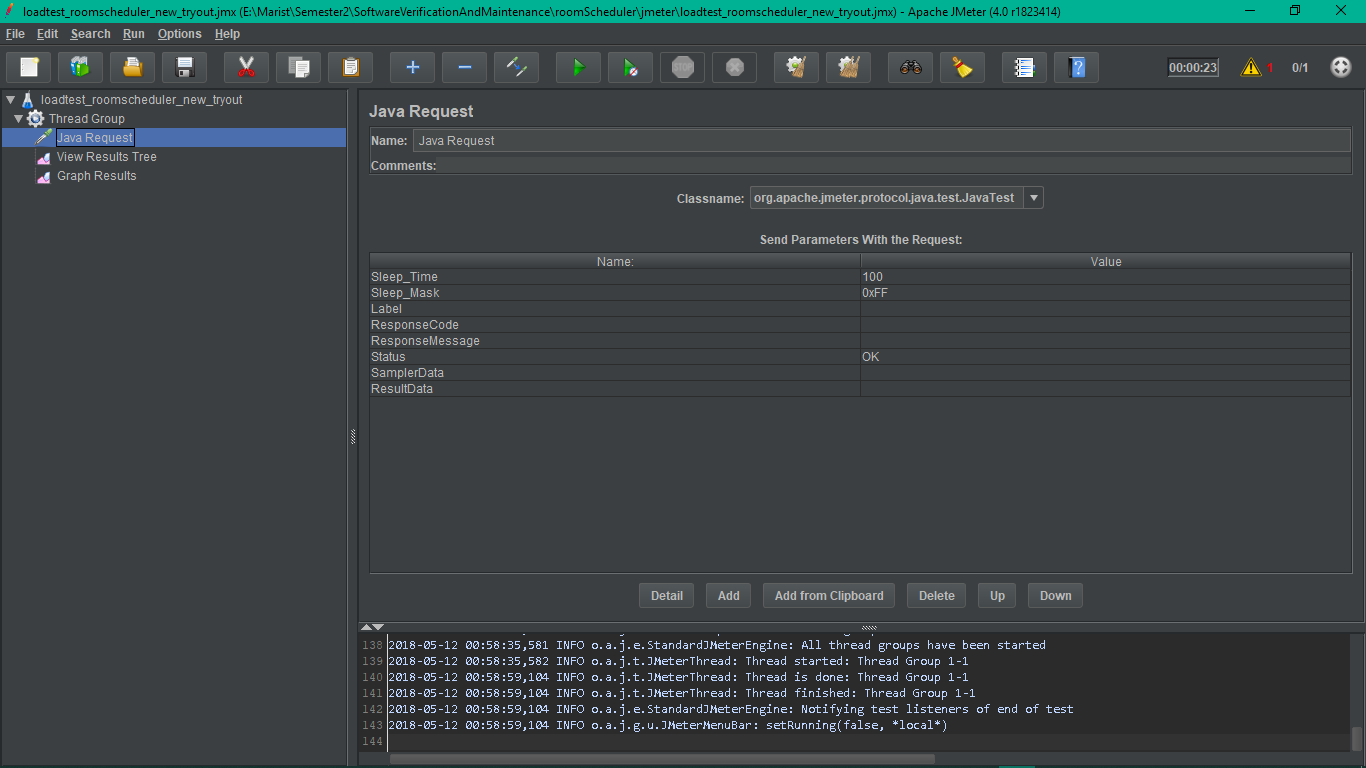 loadtest_roomscheduler_new_tryout.jmx (E:\Marist\Semester2\SoftwareVerificationAndMaintenance\roomScheduler\jmeter\loadtest_roomscheduler_new_tryout.jmx) - Apache JMeter (4.0 r1823414)
File Edit Search Run Options Help
STOP 00:00:23 1 0/1
loadtest_roomscheduler_new_tryout
Thread Group
Java Request
View Results Tree
Graph Results
Java Request
Name: Java Request
Comments:
Classname: org.apache.jmeter.protocol.java.test.JavaTest
Send Parameters With the Request:
Name: Value
Sleep_Time 100
Sleep_Mask 0xFF
Label
ResponseCode
ResponseMessage
Status OK
SamplerData
ResultData
Detail Add Add from Clipboard Delete Up Down
138 2018-05-12 00:58:35,581 INFO o.a.j.e.StandardJMeterEngine: All thread groups have been started
139 2018-05-12 00:58:35,582 INFO o.a.j.t.JMeterThread: Thread started: Thread Group 1-1
140 2018-05-12 00:58:59,104 INFO o.a.j.t.JMeterThread: Thread is done: Thread Group 1-1
141 2018-05-12 00:58:59,104 INFO o.a.j.t.JMeterThread: Thread finished: Thread Group 1-1
142 2018-05-12 00:58:59,104 INFO o.a.j.e.StandardJMeterEngine: Notifying test listeners of end of test
143 2018-05-12 00:58:59,104 INFO o.a.j.g.u.JMeterMenuBar: setRunning(false, *local*)
144